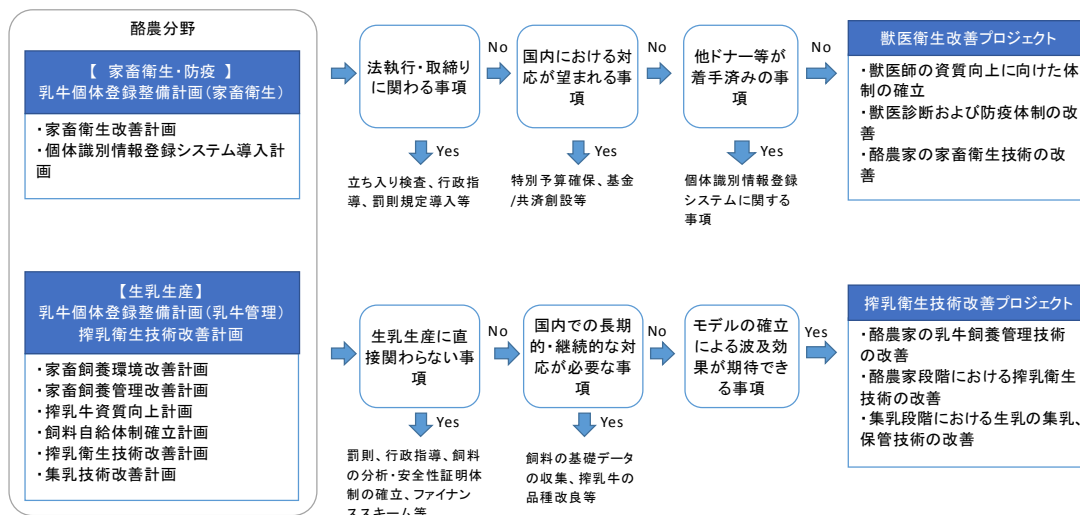 酪農分野
【 家畜衛生・防疫 】
乳牛個体登録整備計画(家畜衛生)
・家畜衛生改善計画
・個体識別情報登録システム導入計
画
法執行・取締り
に関わる事項
No
Yes
立ち入り検査、行政指
導、罰則規定導入等
国内における対
応が望まれる事
項
No
Yes
特別予算確保、基金
/共済創設等
他ドナー等が
着手済みの事
項
No
Yes
個体識別情報登録
システムに関する
事項
獣医衛生改善プロジェクト
・獣医師の資質向上に向けた体
制の確立
・獣医診断および防疫体制の改
善
・酪農家の家畜衛生技術の改
善
【生乳生産】
乳牛個体登録整備計画(乳牛管理)
搾乳衛生技術改善計画
・家畜飼養環境改善計画
・家畜飼養管理改善計画
・搾乳牛資質向上計画
・飼料自給体制確立計画
・搾乳衛生技術改善計画
・集乳技術改善計画
生乳生産に直
接関わらない事
項
No
Yes
罰則、行政指導、飼料
の分析・安全性証明体
制の確立、ファイナン
ススキーム等
国内での長期
的・継続的な対
応が必要な事
項
No
Yes
飼料の基礎データ
の収集、搾乳牛の
品種改良等
モデルの確立
による波及効
果が期待でき
る事項
Yes
搾乳衛生技術改善プロジェクト
・酪農家の乳牛飼養管理技術
の改善
・酪農家段階における搾乳衛生
技術の改善
・集乳段階における生乳の集乳、
保管技術の改善